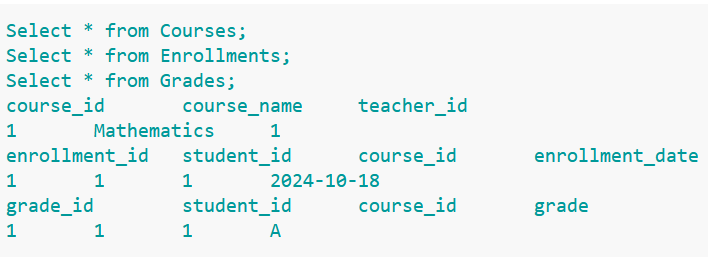 Select * from Courses;
Select * from Enrollments;
Select * from Grades;
course_id course_name teacher_id
1 Mathematics 1
enrollment_id student_id course_id enrollment_date
1 1 1 2024-10-18
grade_id student_id course_id grade
1 1 1 A